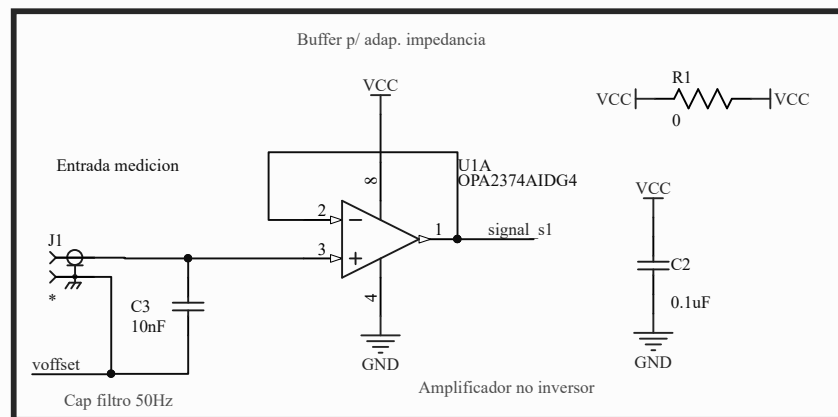 Buffer p/ adap. impedancia
VCC
R1
VCC
VCC
0
Entrada medicion
8
U1A
OPA2374AIDG4
VCC
2
1
signal_s1
J1
3
C2
*
C3
10nF
4
0.1uF
voffset
GND
GND
Cap filtro 50Hz
Amplificador no inversor